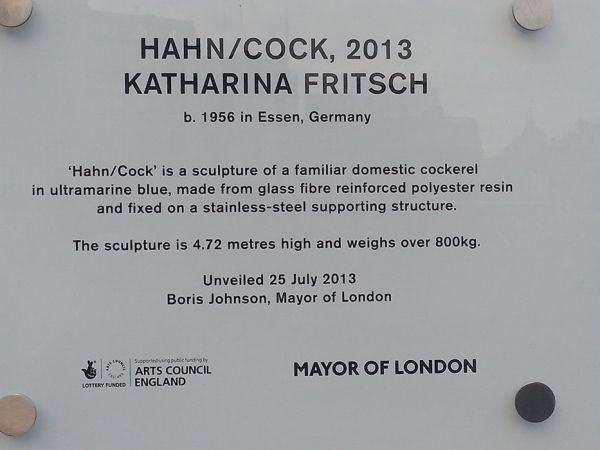 HAHN/COCK, 2013
KATHARINA FRITSCH
b. 1956 in Essen, Germany
'Hahn/Cock' is a sculpture of a familiar domestic cockerel
in ultramarine blue, made from glass fibre reinforced polyester resin
and fixed on a stainless-steel supporting structure.
The sculpture is 4.72 metres high and weighs over 800kg.
Unveiled 25 July 2013
Boris Johnson, Mayor of London
LOTTERY FUNDED
Supported using public funding by
ARTS COUNCIL
ENGLAND
MAYOR OF LONDON